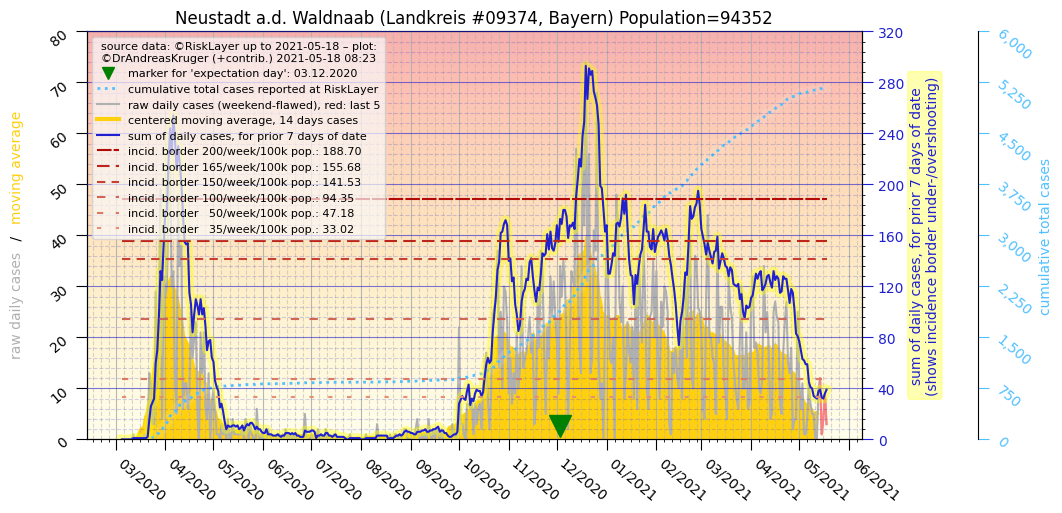 Neustadt a.d. Waldnaab (Landkreis #09374, Bayern) Population=94352
source data: ©RiskLayer up to 2021-05-18 – plot:
©DrAndreasKruger (+contrib.) 2021-05-18 08:23
marker for 'expectation day': 03.12.2020
cumulative total cases reported at RiskLayer
raw daily cases (weekend-flawed), red: last 5
centered moving average, 14 days cases
sum of daily cases, for prior 7 days of date
incid. border 200/week/100k pop.: 188.70
incid. border 165/week/100k pop.: 155.68
incid. border 150/week/100k pop.: 141.53
incid. border 100/week/100k pop.: 94.35
incid. border 50/week/100k pop.: 47.18
incid. border 35/week/100k pop.: 33.02
raw daily cases / moving average
80
70
60
50
40
30
20
10
0
03/2020
04/2020
05/2020
06/2020
07/2020
08/2020
09/2020
10/2020
11/2020
12/2020
01/2021
02/2021
03/2021
04/2021
05/2021
06/2021
320
280
240
200
160
120
80
40
0
sum of daily cases, for prior 7 days of date
(shows incidence border under-/overshooting)
6,000
5,250
4,500
3,750
3,000
2,250
1,500
750
0
cumulative total cases